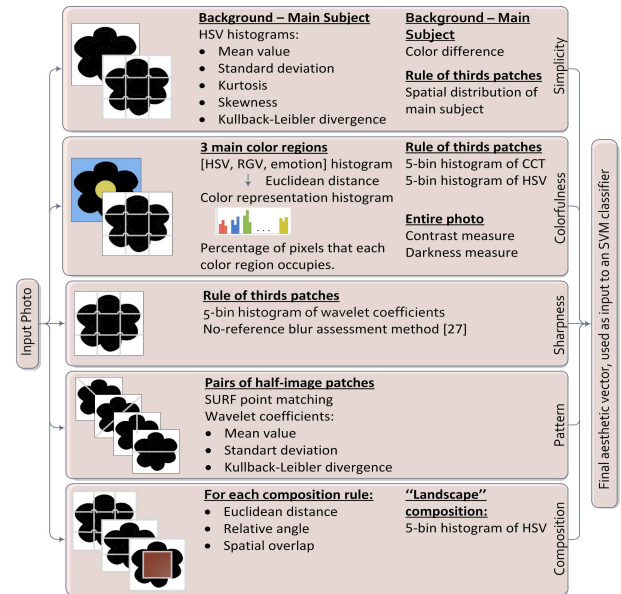 Input Photo
Background – Main Subject
HSV histograms:
• Mean value
• Standard deviation
• Kurtosis
• Skewness
• Kullback-Leibler divergence
Background – Main
Subject
Color difference
Rule of thirds patches
Spatial distribution of
main subject
Simplicity
3 main color regions
[HSV, RGV, emotion] histogram
↓ Euclidean distance
Color representation histogram
...
Percentage of pixels that each
color region occupies.
Rule of thirds patches
5-bin histogram of CCT
5-bin histogram of HSV
Entire photo
Contrast measure
Darkness measure
Colorfulness
Rule of thirds patches
5-bin histogram of wavelet coefficients
No-reference blur assessment method [27]
Sharpness
Pairs of half-image patches
SURF point matching
Wavelet coefficients:
• Mean value
• Standart deviation
• Kullback-Leibler divergence
Pattern
For each composition rule:
• Euclidean distance
• Relative angle
• Spatial overlap
“Landscape”
composition:
5-bin histogram of HSV
Composition
Final aesthetic vector, used as input to an SVM classifier